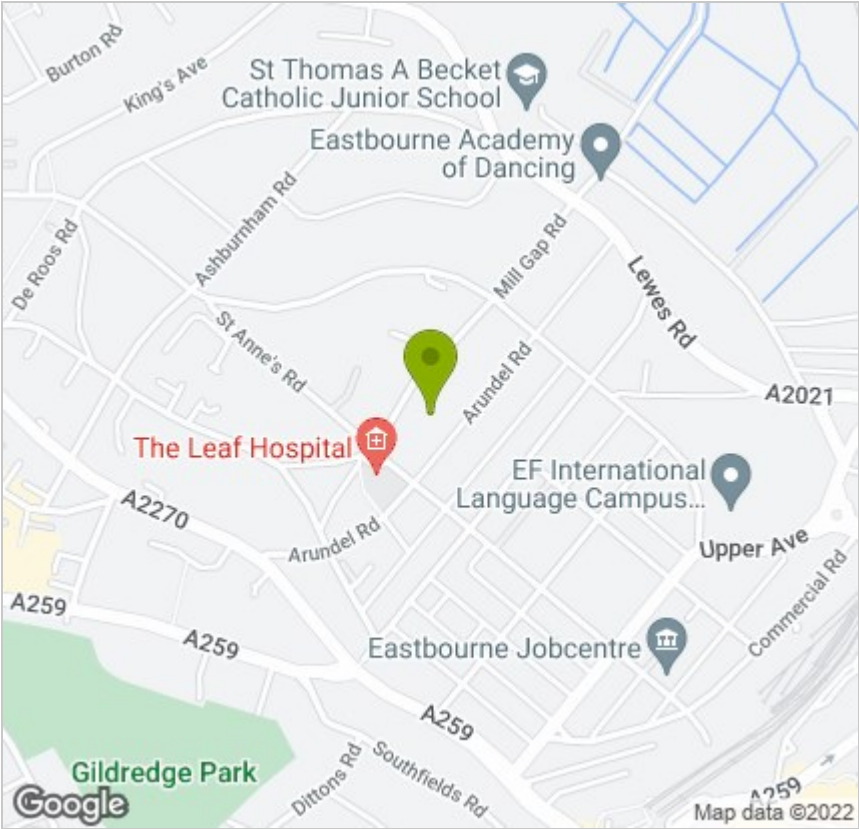 Burton Rd
King's Ave
St Thomas A Becket
Catholic Junior School
Eastbourne Academy
of Dancing
Ashburnham Rd
De Roos Rd
Mill Gap Rd
Lewes Rd
St Anne's Rd
Arundel Rd
A2021
The Leaf Hospital
EF International
Language Campus...
A2270
Arundel Rd
Upper Ave
Commercial Rd
A259
A259
Eastbourne Jobcentre
A259
Gildredge Park
Dittons Rd
Southfields Rd
A259
Google
Map data ©2022